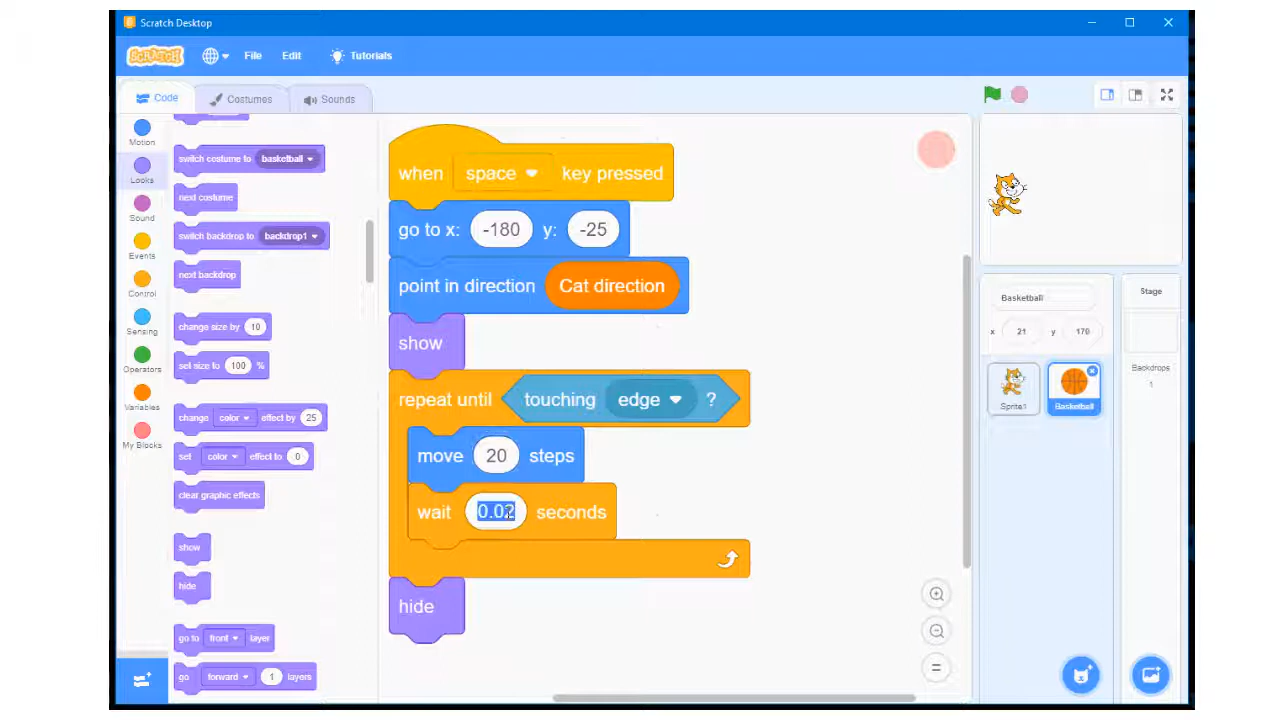 Scratch Desktop
SCRATCH File Edit Tutorials
Code Costumes Sounds
Motion
Looks
Sound
Events
Control
Sensing
Operators
Variables
My Blocks
switch costume to basketball
next costume
switch backdrop to backdrop1
next backdrop
change size by 10
set size to 100 %
change color effect by 25
set color effect to 0
clear graphic effects
show
hide
go to front layer
go forward 1 layers
when space key pressed
go to x: -180 y: -25
point in direction Cat direction
show
repeat until touching edge ?
move 20 steps
wait 0.02 seconds
hide
Basketball
x 21 y 170
Sprite1 Basketball
Stage
Backdrops
1